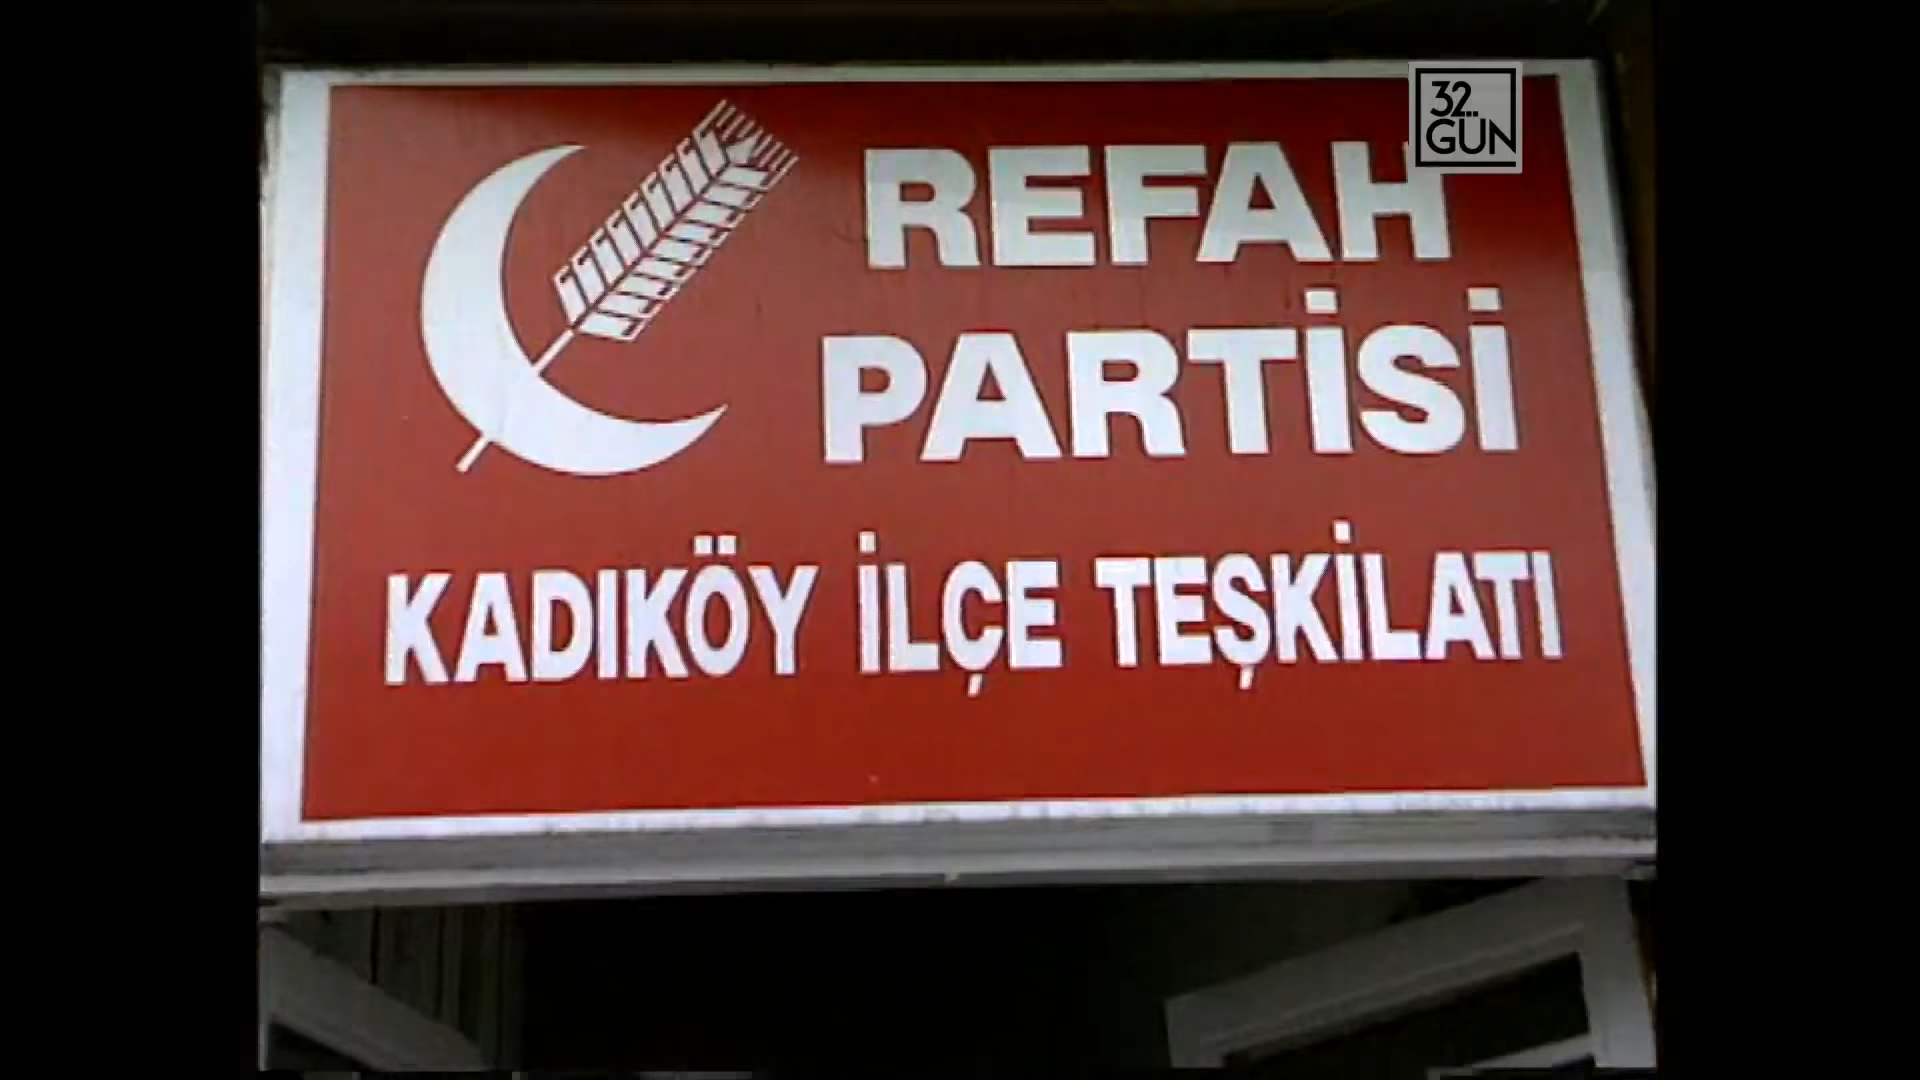 32.
GÜN
REFAH
PARTİSİ
KADIKÖY İLÇE TEŞKİLATI